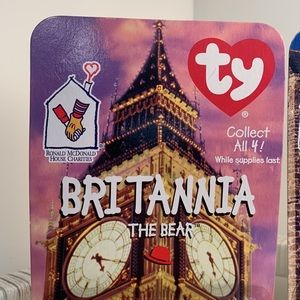 ty
®
RONALD McDONALD
HOUSE CHARITIES
Collect
All 4!
While supplies last
BRITANNIA
THE BEAR